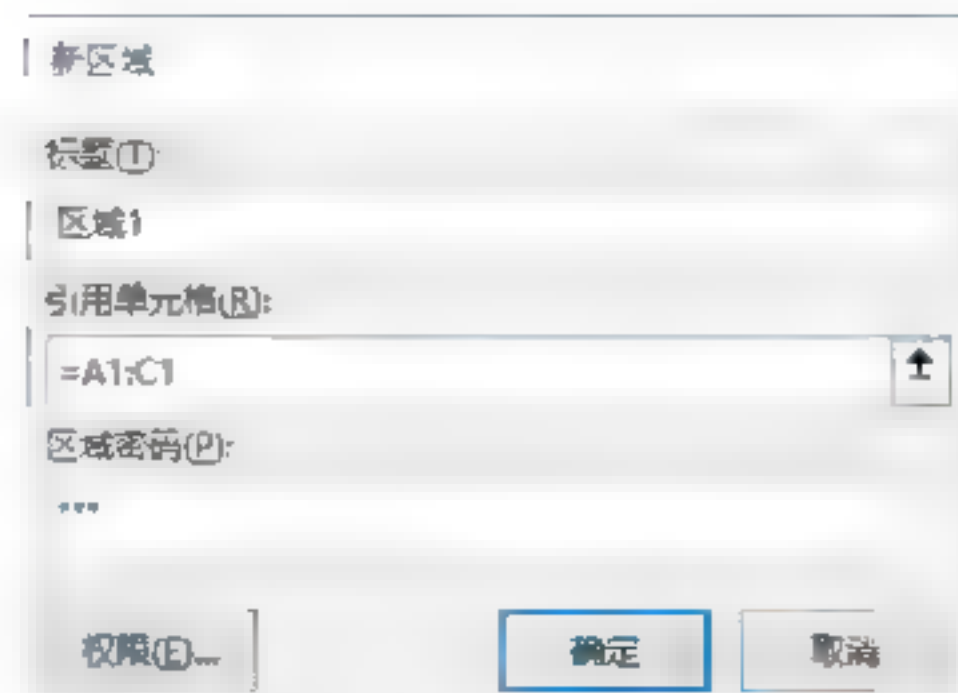 新区域
标题(T)
区域1
引用单元格(R):
=A1:C1
区域密码(P):
***
权限(E)...
确定
取消